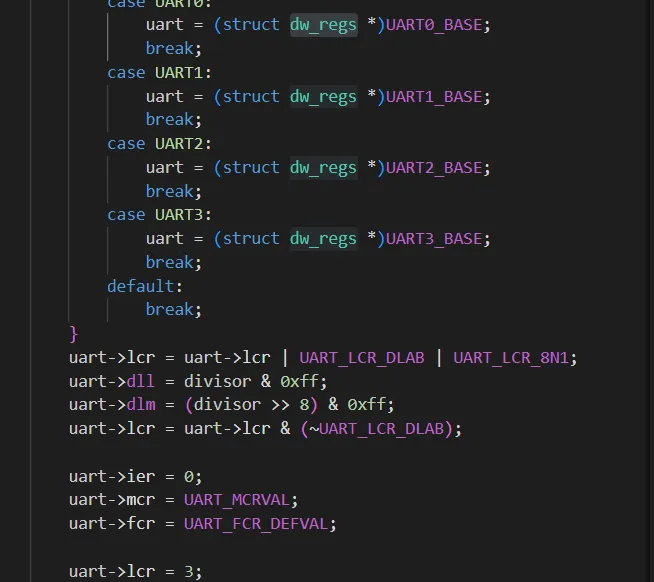 case UART0:
uart = (struct dw_regs *)UART0_BASE;
break;
case UART1:
uart = (struct dw_regs *)UART1_BASE;
break;
case UART2:
uart = (struct dw_regs *)UART2_BASE;
break;
case UART3:
uart = (struct dw_regs *)UART3_BASE;
break;
default:
break;
}
uart->lcr = uart->lcr | UART_LCR_DLAB | UART_LCR_8N1;
uart->dll = divisor & 0xff;
uart->dlm = (divisor >> 8) & 0xff;
uart->lcr = uart->lcr & (~UART_LCR_DLAB);
uart->ier = 0;
uart->mcr = UART_MCRVAL;
uart->fcr = UART_FCR_DEFVAL;
uart->lcr = 3;